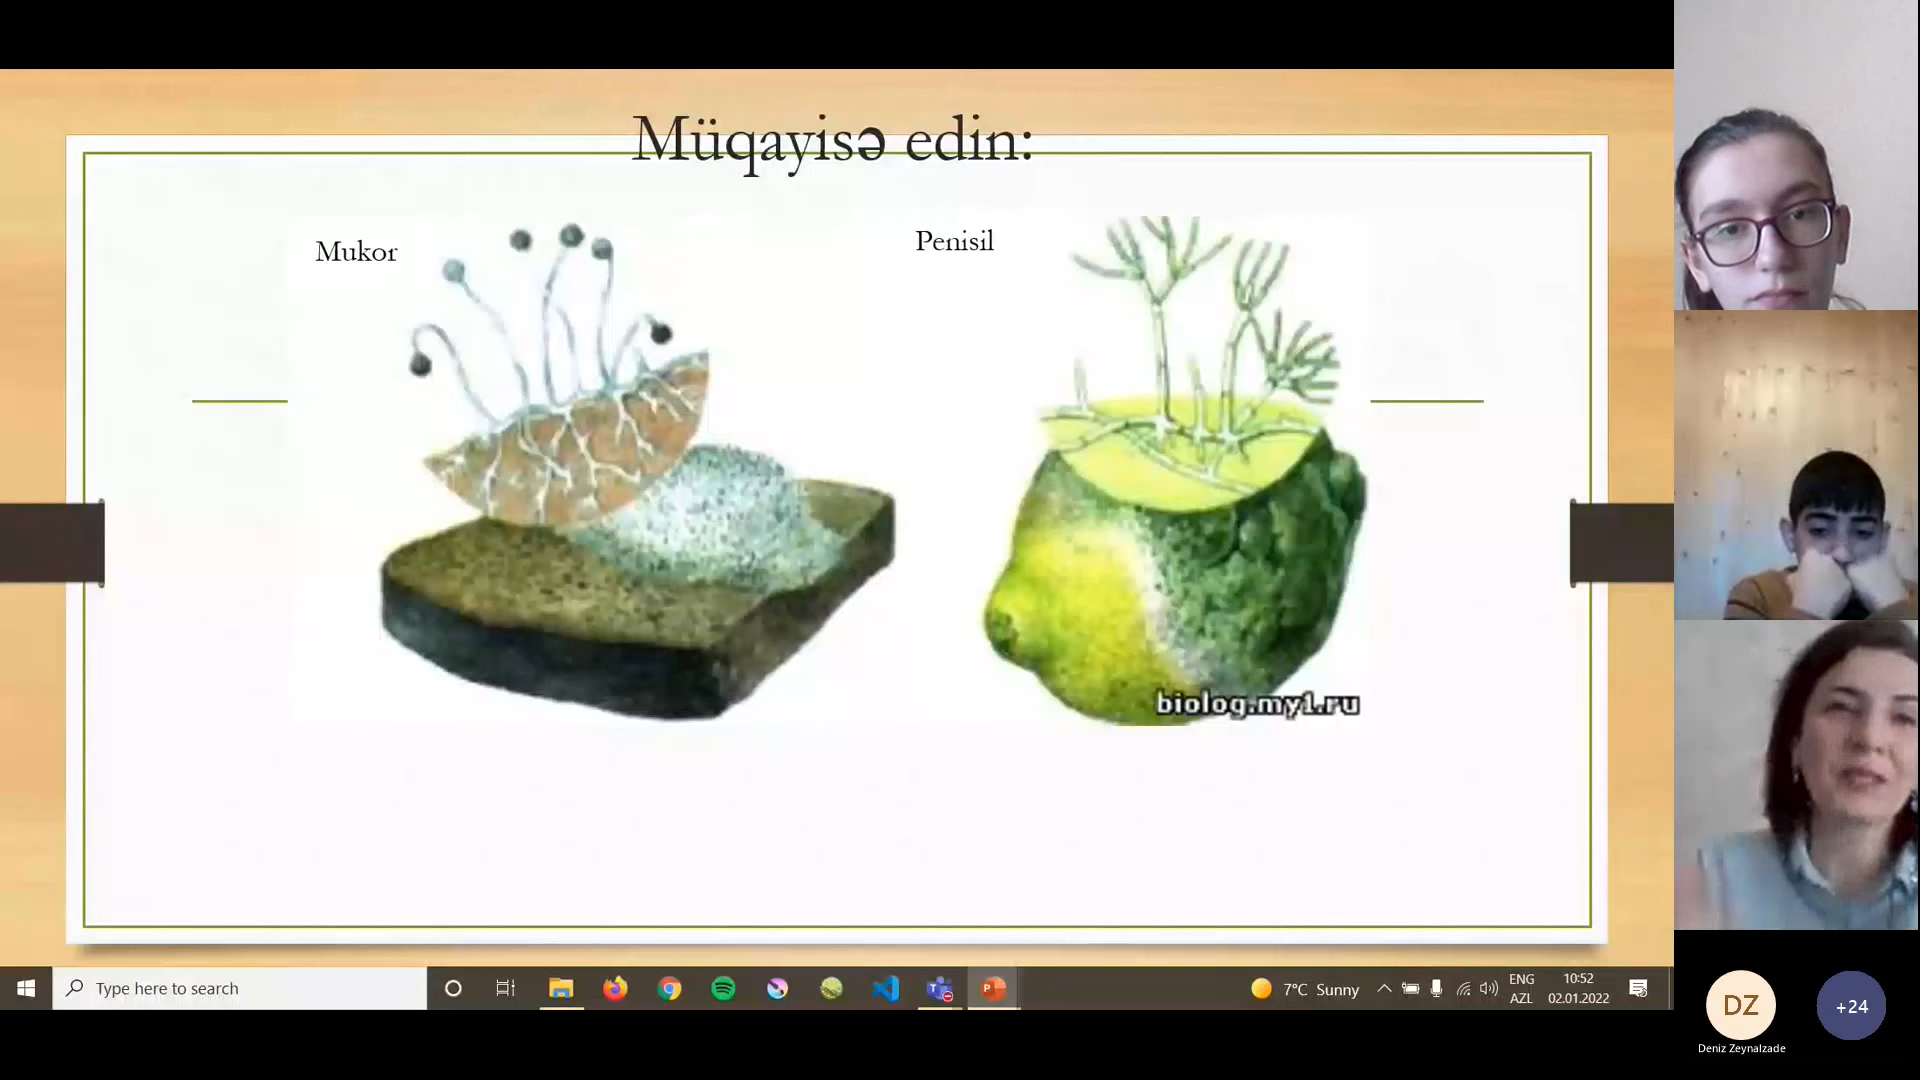 Müqayisə edin:
Mukor
Penisil
biolog.my1.ru
Type here to search
7°C Sunny
ENG
AZL
10:52
02.01.2022
DZ
Deniz Zeynalzade
+24